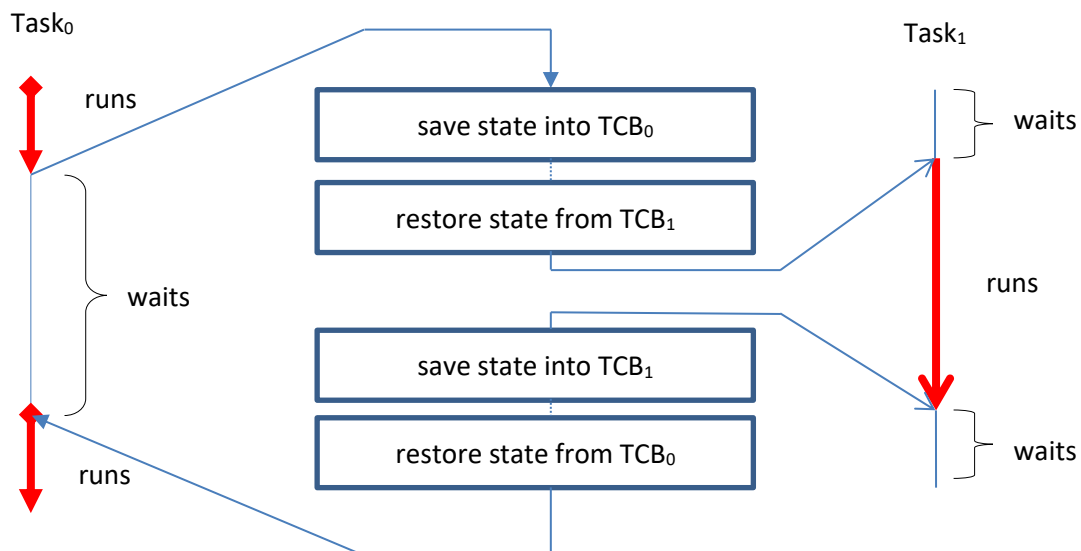 Task₀
Task₁
runs
waits
save state into TCB₀
restore state from TCB₁
runs
waits
save state into TCB₁
restore state from TCB₀
waits
runs